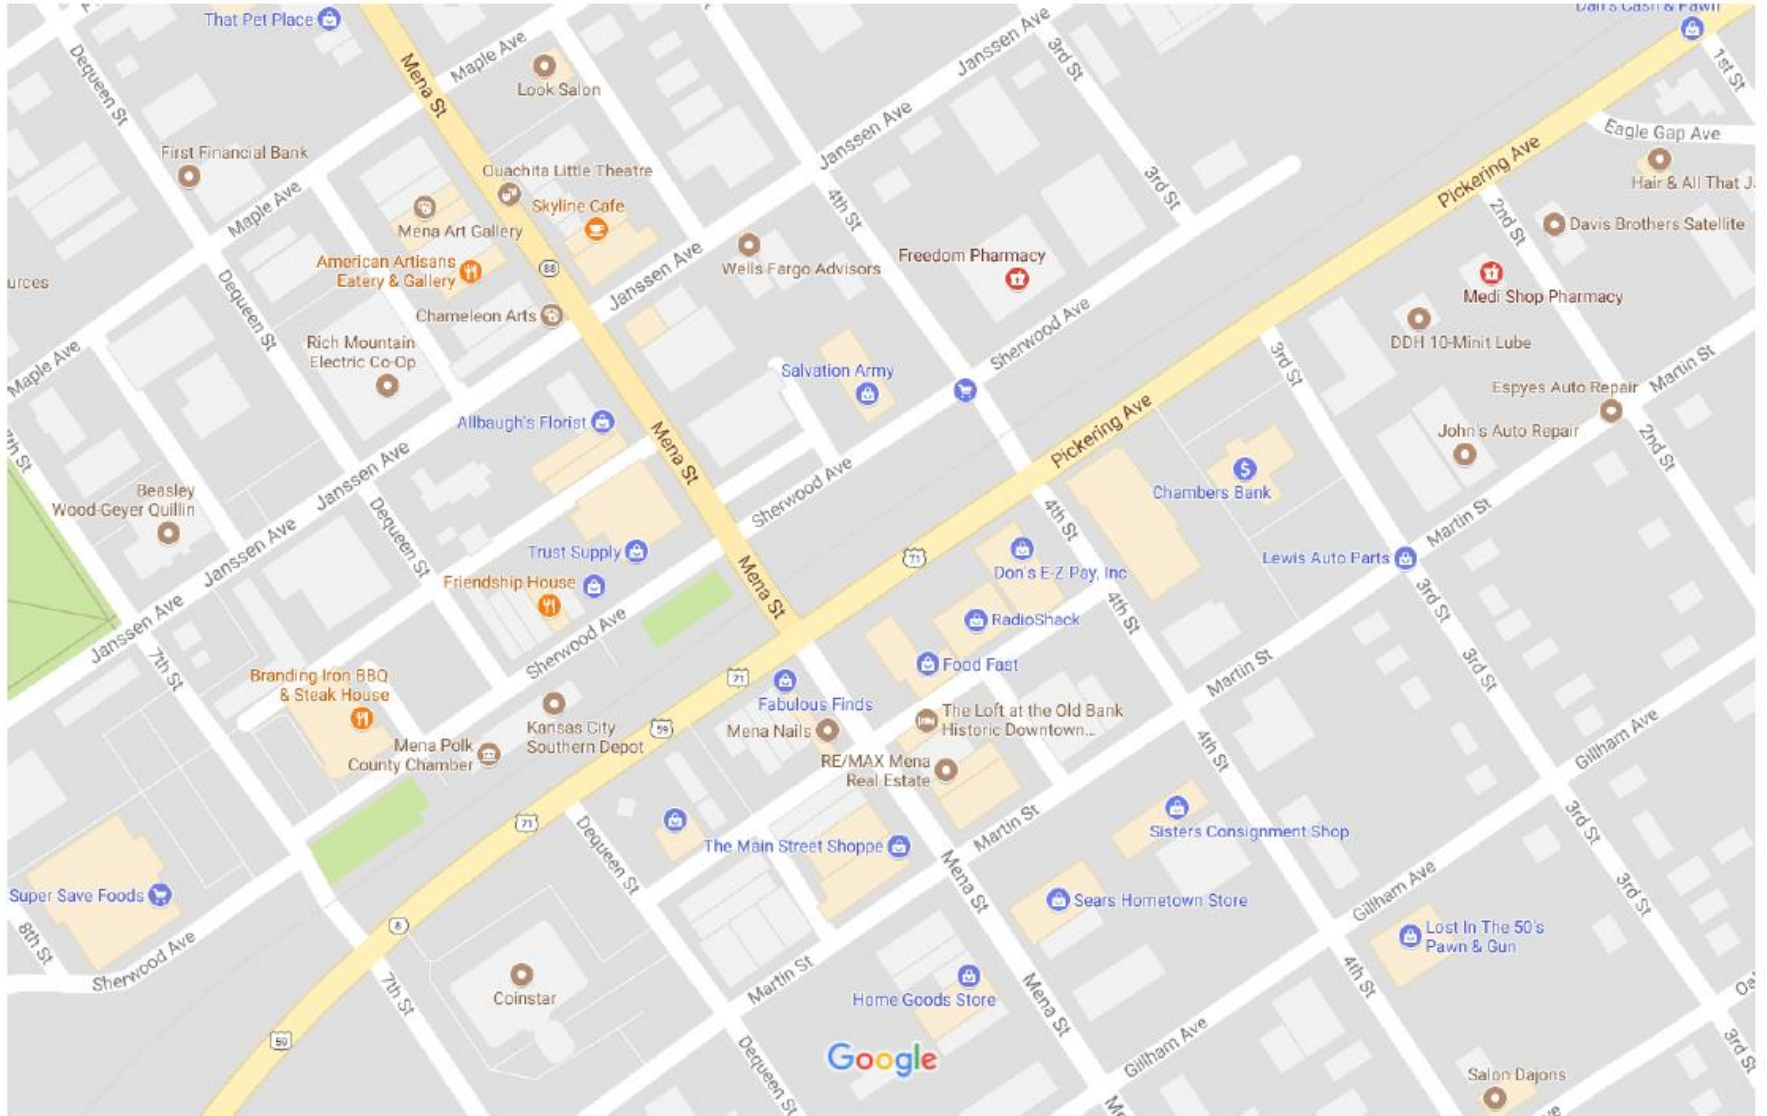 That Pet Place
Dan's Cash & Pawn
Mena St
Maple Ave
Look Salon
Janssen Ave
3rd St
1st St
Dequeen St
Eagle Gap Ave
First Financial Bank
Ouachita Little Theatre
Janssen Ave
Pickering Ave
Hair & All That J
Maple Ave
Mena Art Gallery
Skyline Cafe
4th St
3rd St
2nd St
Davis Brothers Satellite
American Artisans
Eatery & Gallery
88
Wells Fargo Advisors
Freedom Pharmacy
Medi Shop Pharmacy
urces
Dequeen St
Janssen Ave
Chameleon Arts
Sherwood Ave
DDH 10-Minit Lube
Rich Mountain
Electric Co-Op
Maple Ave
Salvation Army
3rd St
Martin St
Espyes Auto Repair
Allbaugh's Florist
Mena St
Pickering Ave
John's Auto Repair
2nd St
Janssen Ave
Sherwood Ave
Chambers Bank
Beasley
Wood-Geyer Quillin
Dequeen St
4th St
Martin St
Janssen Ave
Trust Supply
71
Don's E-Z Pay, Inc
Lewis Auto Parts
Friendship House
Mena St
4th St
3rd St
Janssen Ave
Sherwood Ave
RadioShack
7th St
Food Fast
Martin St
3rd St
Branding Iron BBQ
& Steak House
71
Fabulous Finds
Kansas City
Southern Depot
59
Mena Nails
The Loft at the Old Bank
Historic Downtown...
4th St
Gillham Ave
Mena Polk
County Chamber
RE/MAX Mena
Real Estate
71
Dequeen St
The Main Street Shoppe
Martin St
Sisters Consignment Shop
3rd St
Super Save Foods
Mena St
Sears Hometown Store
Gillham Ave
3rd St
8
8th St
Sherwood Ave
Lost In The 50's
Pawn & Gun
7th St
Coinstar
Martin St
Home Goods Store
Mena St
4th St
59
Dequeen St
Google
Gillham Ave
3rd St
Salon Dajons